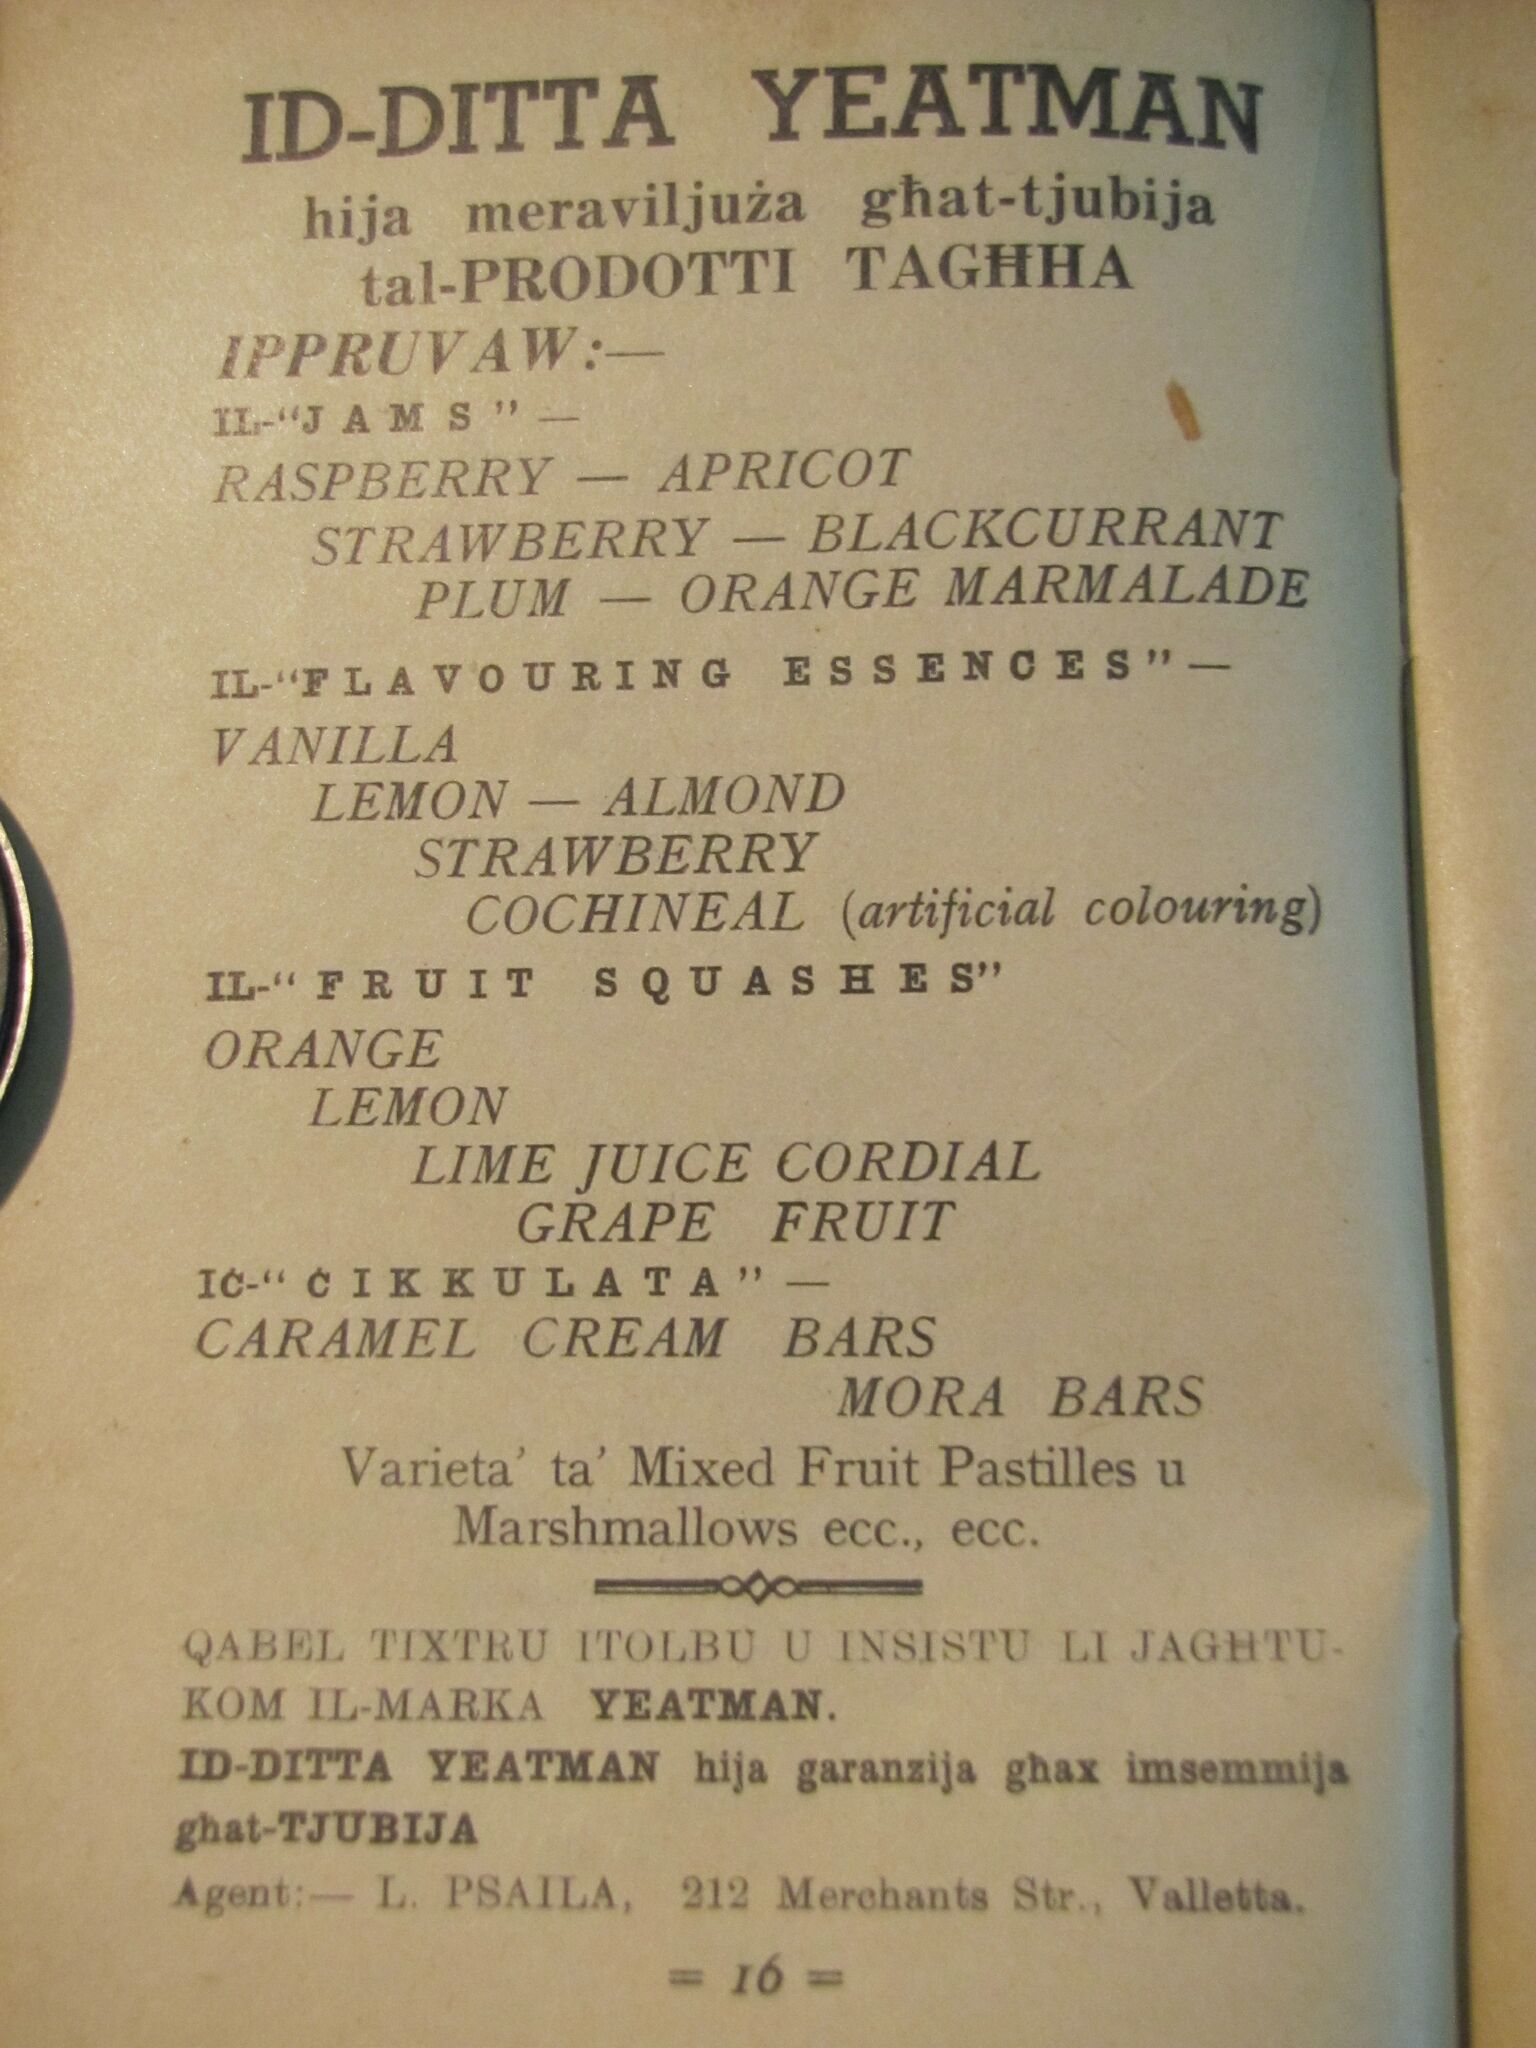 ID-DITTA YEATMAN
hija meraviljuża għat-tjubija
tal-PRODOTTI TAGĦHA
IPPRUVAW:—
IL-“JAMS” —
RASPBERRY — APRICOT
STRAWBERRY — BLACKCURRANT
PLUM — ORANGE MARMALADE
IL-“FLAVOURING ESSENCES” —
VANILLA
LEMON — ALMOND
STRAWBERRY
COCHINEAL (artificial colouring)
IL-“FRUIT SQUASHES”
ORANGE
LEMON
LIME JUICE CORDIAL
GRAPE FRUIT
IĊ-“ĊIKKULATA” —
CARAMEL CREAM BARS
MORA BARS
Varieta’ ta’ Mixed Fruit Pastilles u
Marshmallows ecc., ecc.
QABEL TIXTRU ITOLBU U INSISTU LI JAGĦTU-
KOM IL-MARKA YEATMAN.
ID-DITTA YEATMAN hija garanzija għax imsemmija
għat-TJUBIJA
Agent:— L. PSAILA, 212 Merchants Str., Valletta.
= 16 =